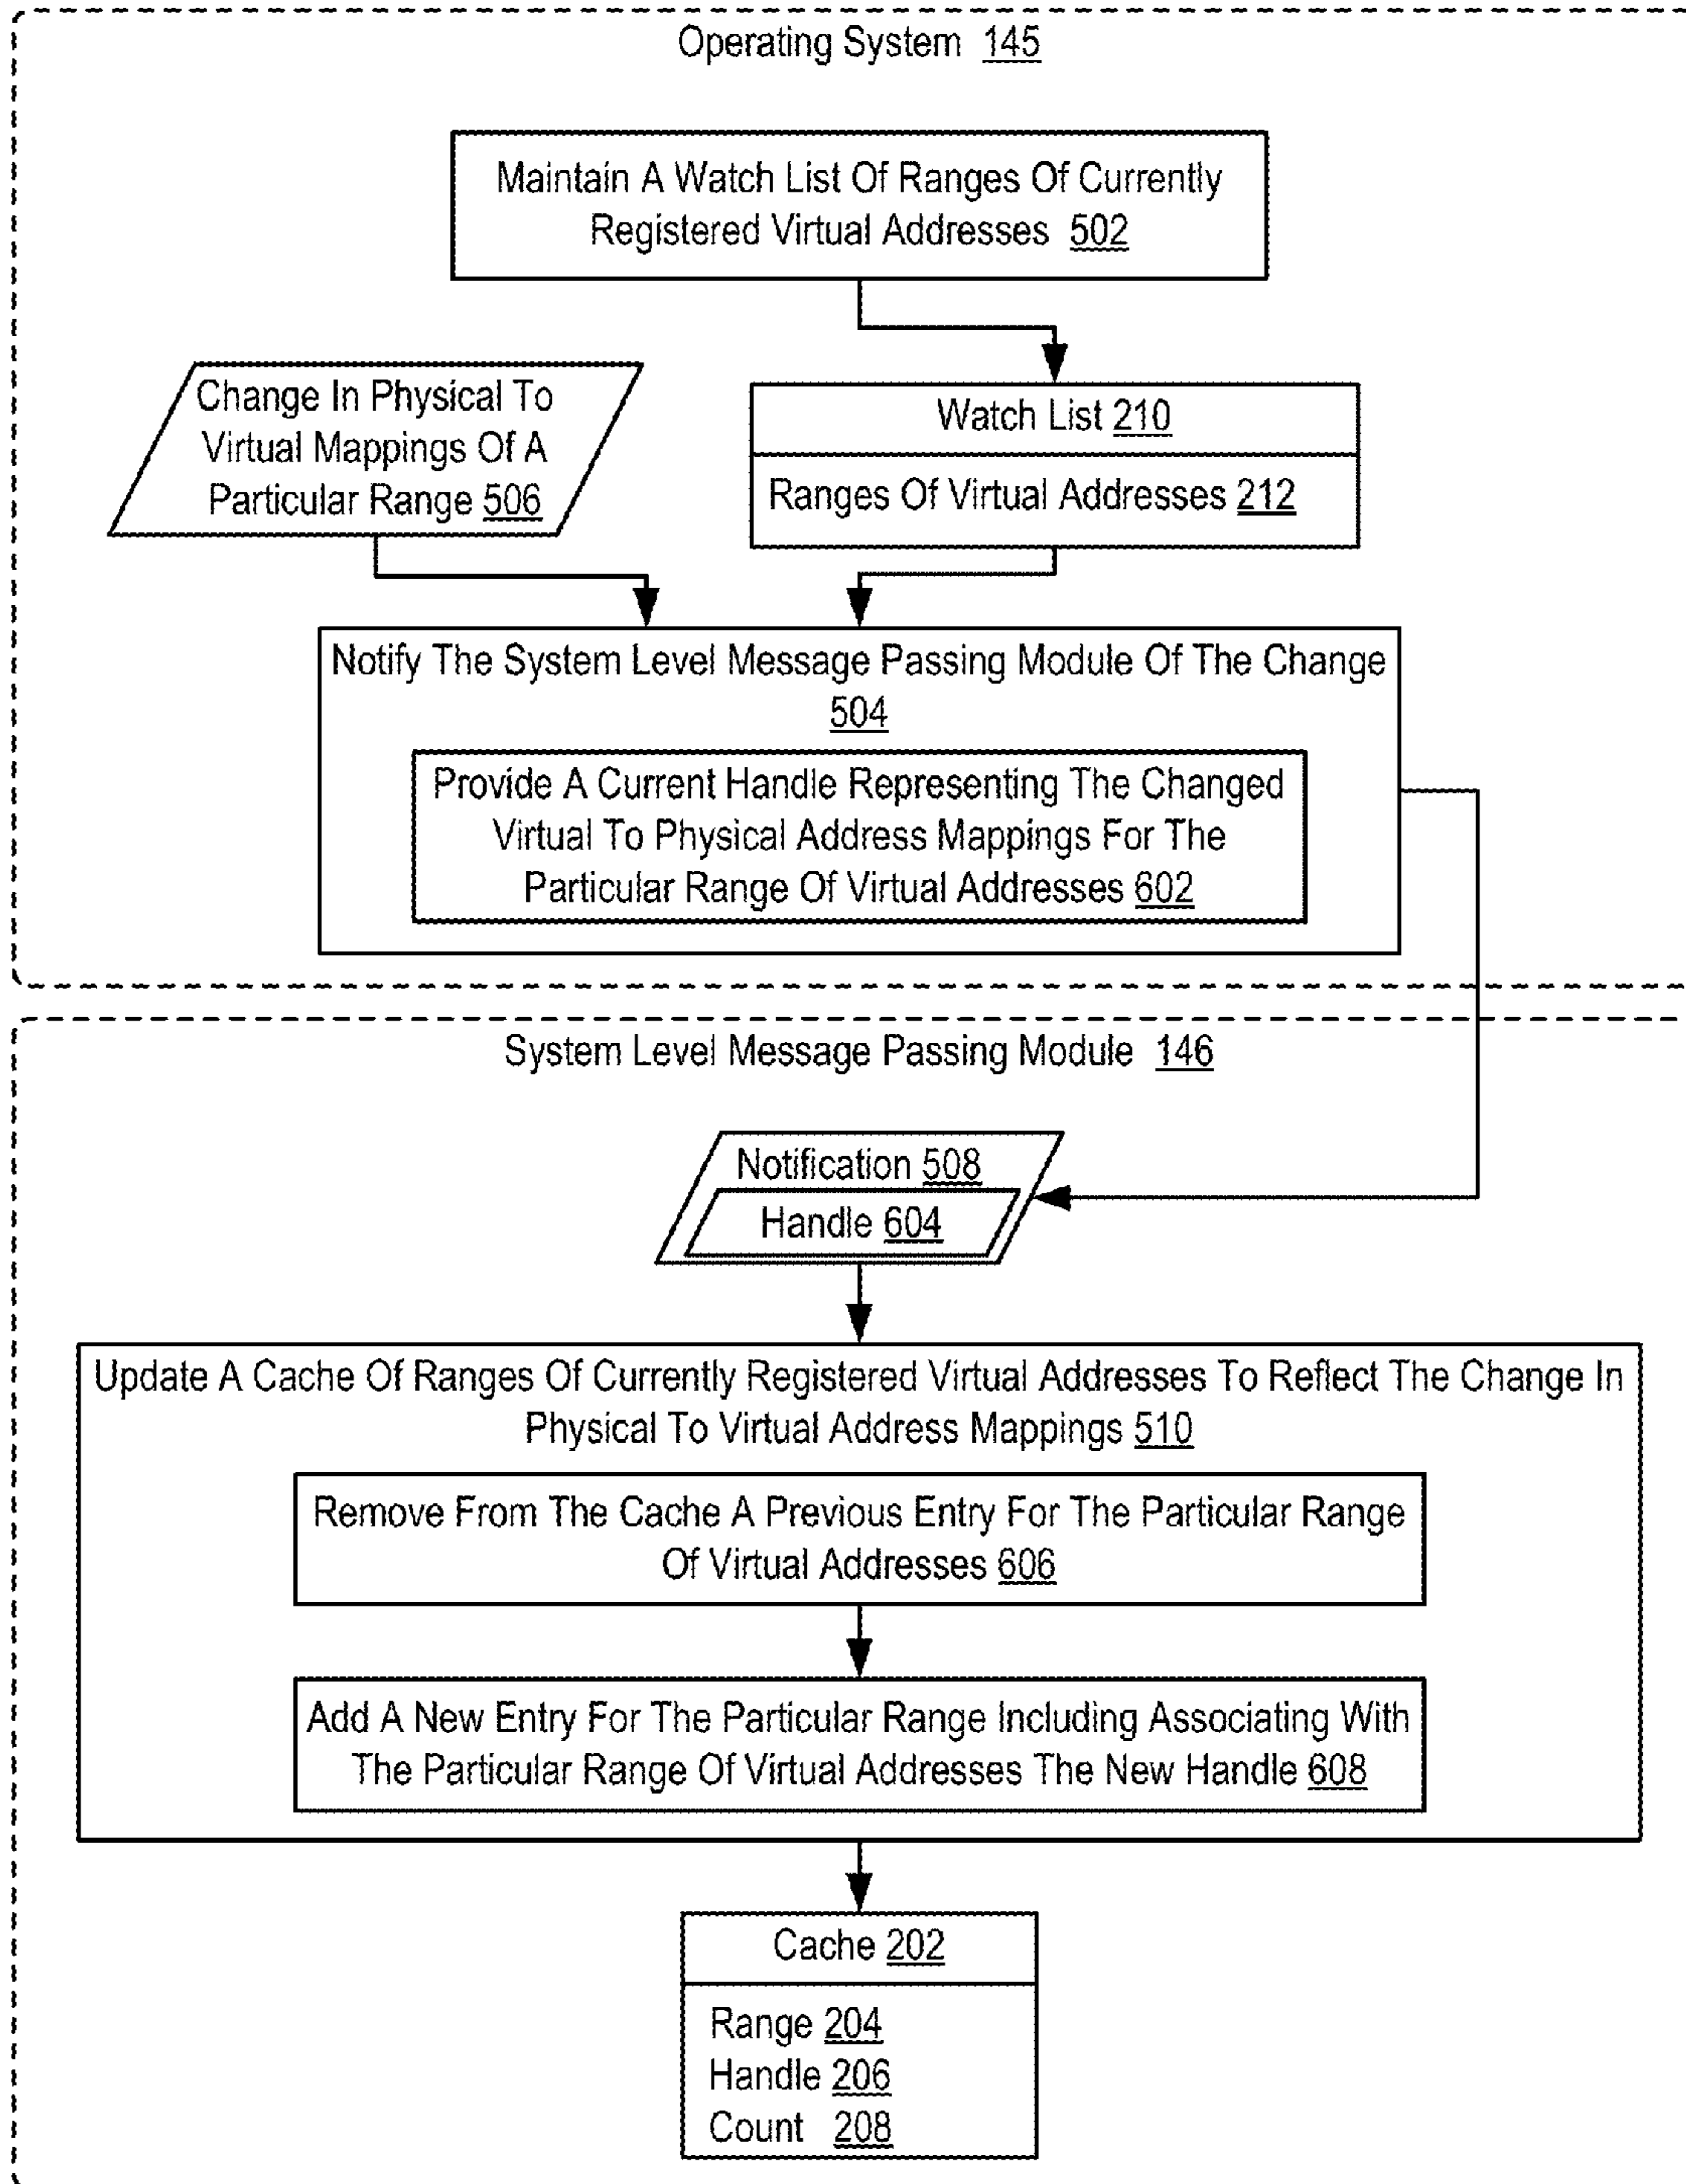 Operating System 145
Maintain A Watch List Of Ranges Of Currently
Registered Virtual Addresses 502
Change In Physical To
Virtual Mappings Of A
Particular Range 506
Watch List 210
Ranges Of Virtual Addresses 212
Notify The System Level Message Passing Module Of The Change
504
Provide A Current Handle Representing The Changed
Virtual To Physical Address Mappings For The
Particular Range Of Virtual Addresses 602
System Level Message Passing Module 146
Notification 508
Handle 604
Update A Cache Of Ranges Of Currently Registered Virtual Addresses To Reflect The Change In
Physical To Virtual Address Mappings 510
Remove From The Cache A Previous Entry For The Particular Range
Of Virtual Addresses 606
Add A New Entry For The Particular Range Including Associating With
The Particular Range Of Virtual Addresses The New Handle 608
Cache 202
Range 204
Handle 206
Count 208